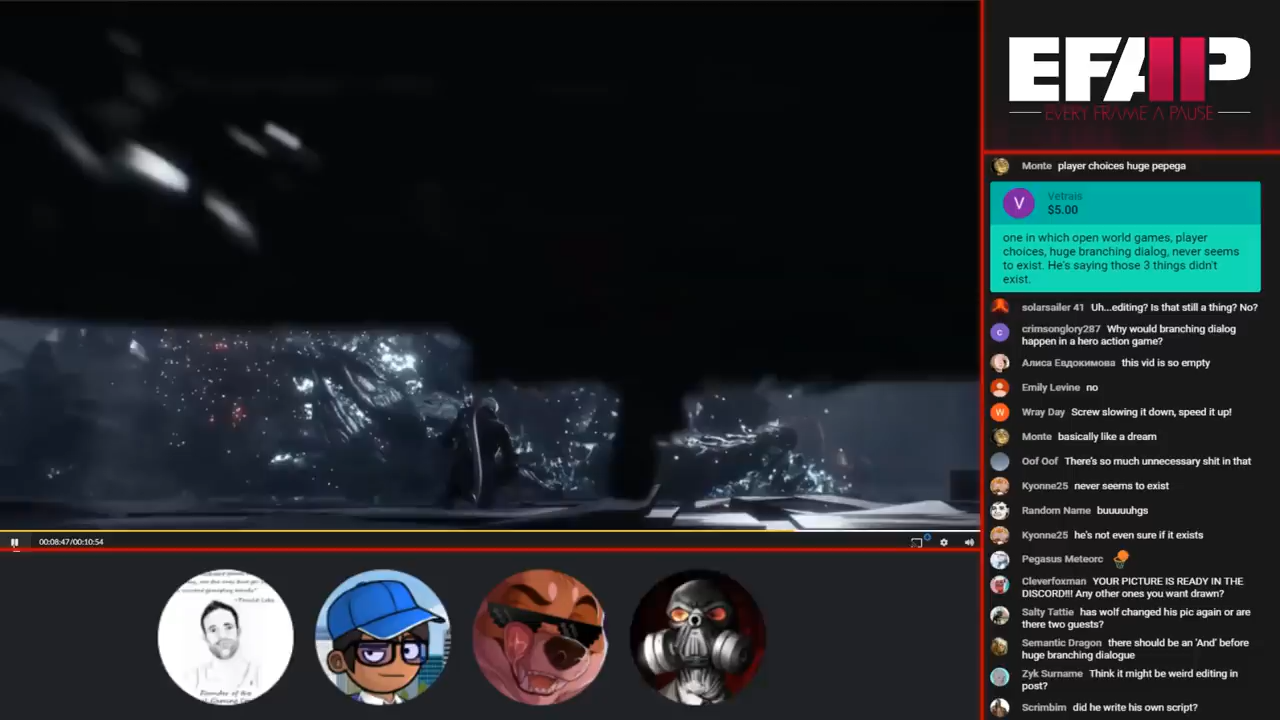 EFAP
EVERY FRAME A PAUSE
Monte player choices huge pepega
V
Vetrais
$5.00
one in which open world games, player
choices, huge branching dialog, never seems
to exist. He's saying those 3 things didn't
exist.
solarsailer 41 Uh...editing? Is that still a thing? No?
c
crimsonglory287 Why would branching dialog
happen in a hero action game?
Алиса Евдокимова this vid is so empty
Emily Levine no
W
Wray Day Screw slowing it down, speed it up!
Monte basically like a dream
Oof Oof There's so much unnecessary shit in that
Kyonne25 never seems to exist
Random Name buuuuuhgs
Kyonne25 he's not even sure if it exists
Pegasus Meteorc
Cleverfoxman YOUR PICTURE IS READY IN THE
DISCORD!!! Any other ones you want drawn?
Salty Tattie has wolf changed his pic again or are
there two guests?
Semantic Dragon there should be an 'And' before
huge branching dialogue
Zyk Surname Think it might be weird editing in
post?
Scrimbim did he write his own script?
00:08:47/00:10:54
Founder of the